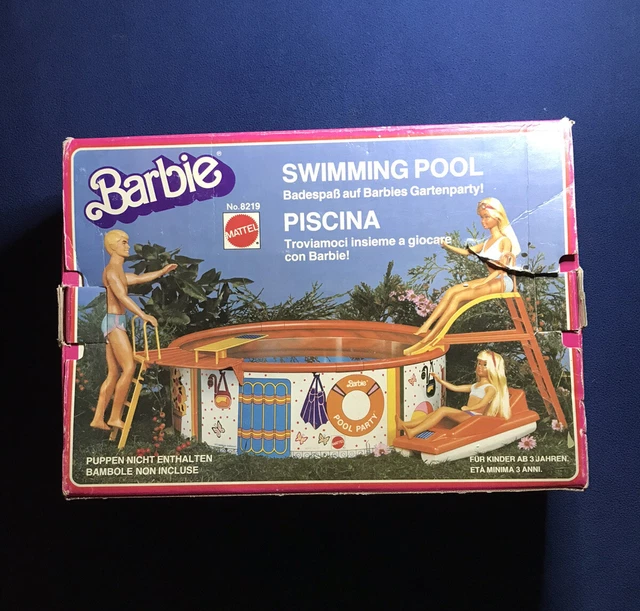 Barbie®
SWIMMING POOL
Badespaß auf Barbies Gartenparty!
No. 8219
MATTEL
PISCINA
Troviamoci insieme a giocare
con Barbie!
Barbie
POOL PARTY
PUPPEN NICHT ENTHALTEN
BAMBOLE NON INCLUSE
FÜR KINDER AB 3 JAHREN.
ETÀ MINIMA 3 ANNI.